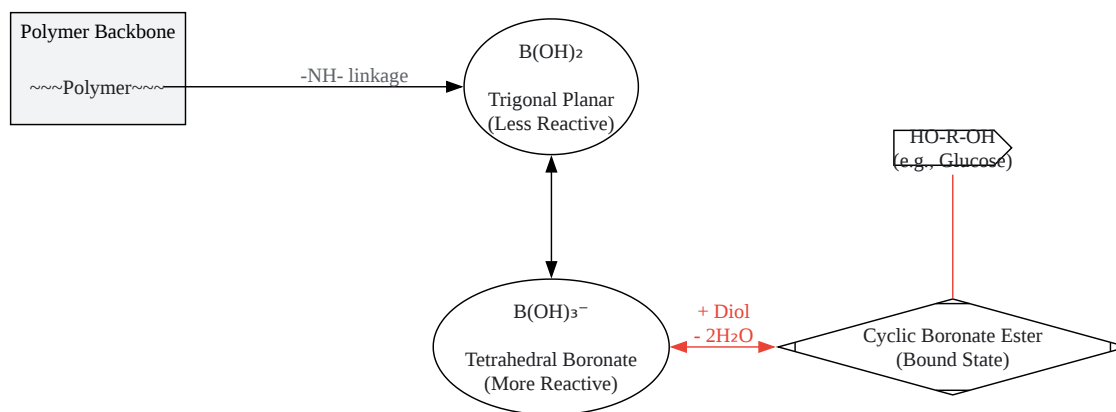 Polymer Backbone
~~~Polymer~~~
-NH- linkage
B(OH)₂
Trigonal Planar
(Less Reactive)
HO-R-OH
(e.g., Glucose)
B(OH)₃⁻
Tetrahedral Boronate
(More Reactive)
+ Diol
- 2H₂O
Cyclic Boronate Ester
(Bound State)